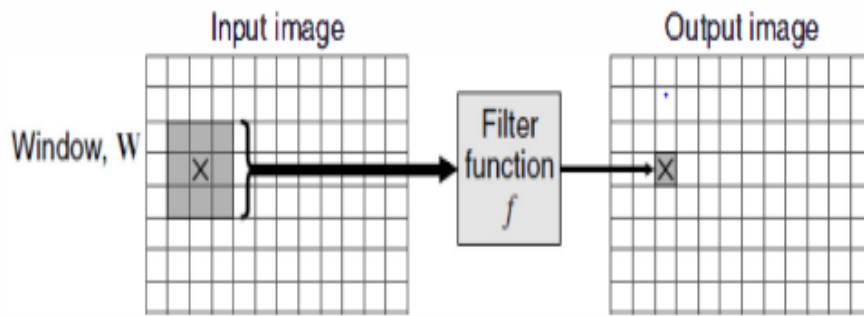 Input image
Output image
Window, W
X
Filter
function
f
X